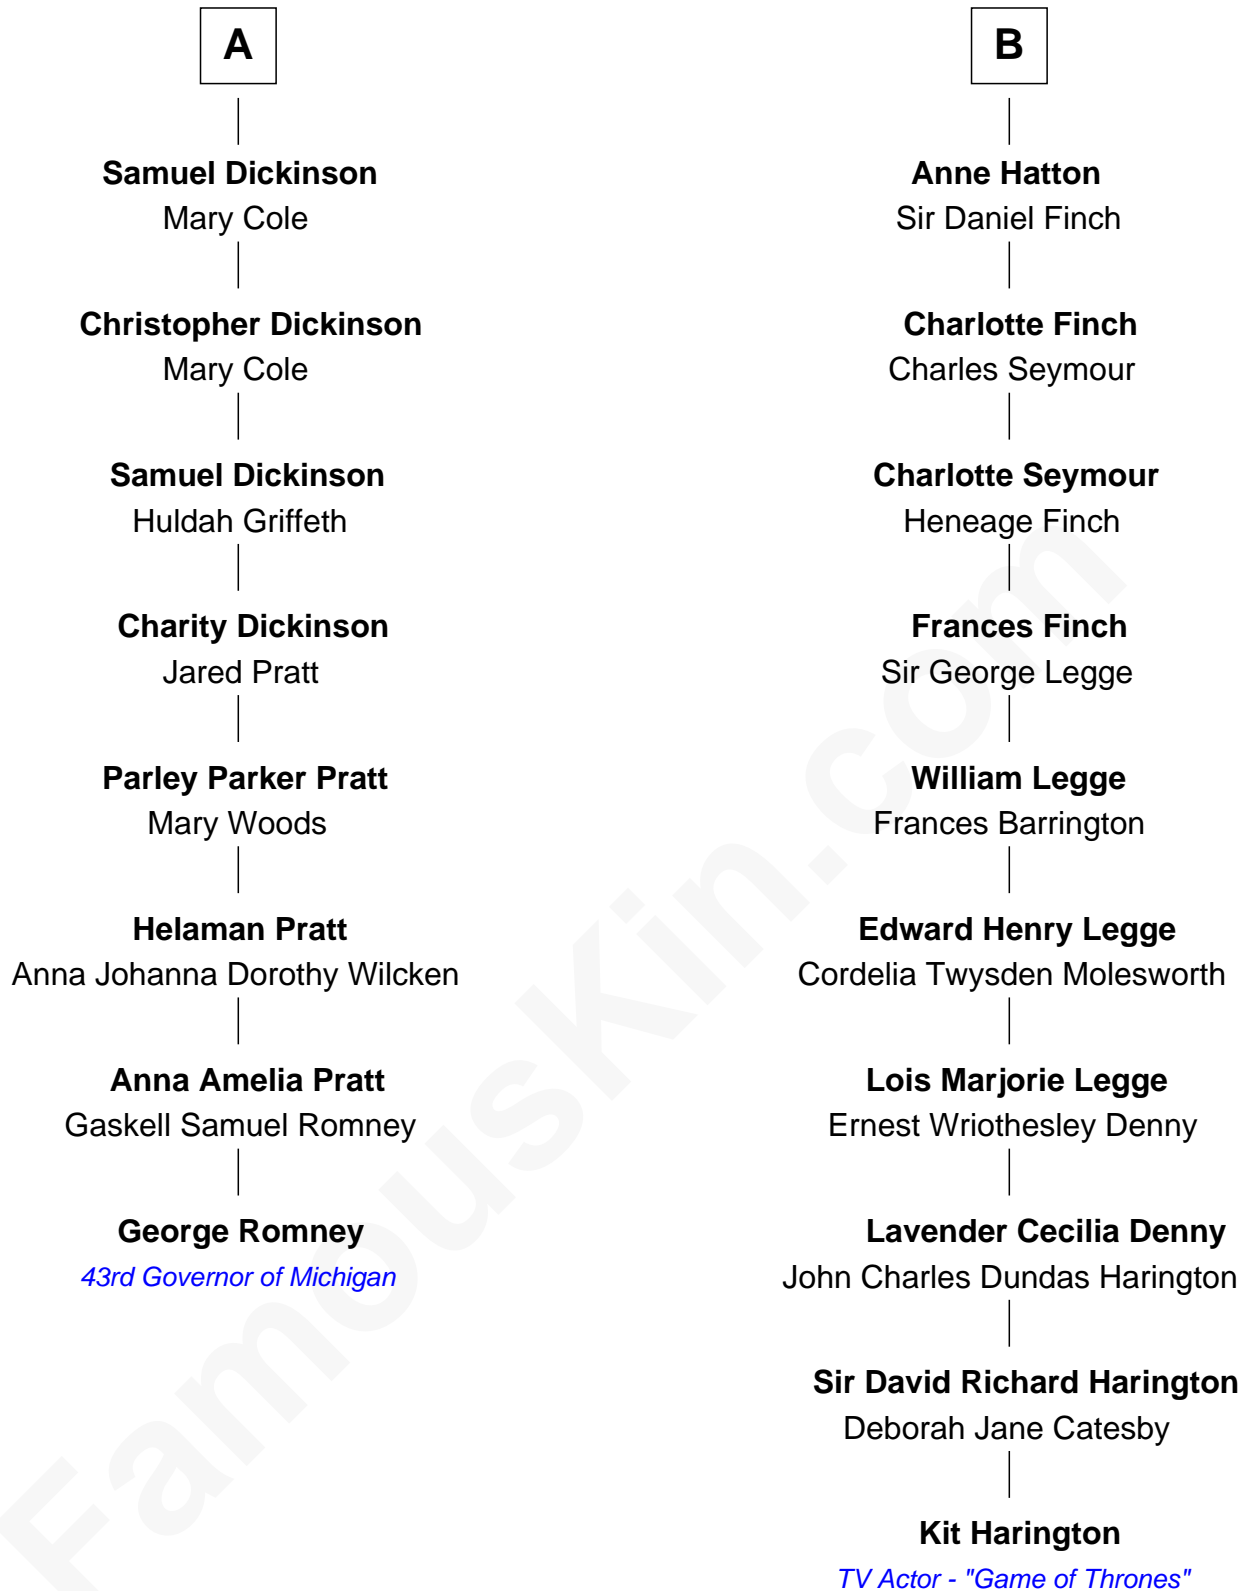 A
Samuel Dickinson
Mary Cole
Christopher Dickinson
Mary Cole
Samuel Dickinson
Huldah Griffeth
Charity Dickinson
Jared Pratt
Parley Parker Pratt
Mary Woods
Helaman Pratt
Anna Johanna Dorothy Wilcken
Anna Amelia Pratt
Gaskell Samuel Romney
George Romney
43rd Governor of Michigan
B
Anne Hatton
Sir Daniel Finch
Charlotte Finch
Charles Seymour
Charlotte Seymour
Heneage Finch
Frances Finch
Sir George Legge
William Legge
Frances Barrington
Edward Henry Legge
Cordelia Twysden Molesworth
Lois Marjorie Legge
Ernest Wriothesley Denny
Lavender Cecilia Denny
John Charles Dundas Harington
Sir David Richard Harington
Deborah Jane Catesby
Kit Harington
TV Actor - "Game of Thrones"
FamousKin.com